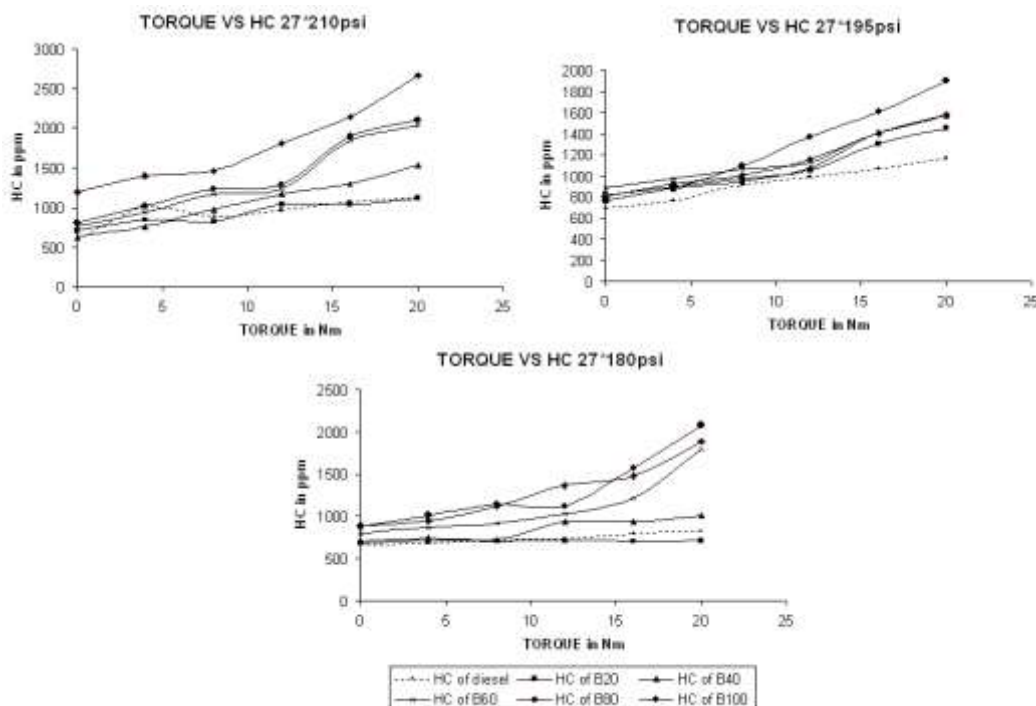 TORQUE VS HC 27°210psi
3000
2500
2000
1500
1000
500
0
HC in ppm
0 5 10 15 20 25
TORQUE in Nm
TORQUE VS HC 27°195psi
2000
1800
1600
1400
1200
1000
800
600
400
200
0
HC in ppm
0 5 10 15 20 25
TORQUE in Nm
TORQUE VS HC 27°180psi
2500
2000
1500
1000
500
0
HC in ppm
0 5 10 15 20 25
TORQUE in Nm
HC of diesel HC of B20 HC of B40
HC of B60 HC of B80 HC of B100